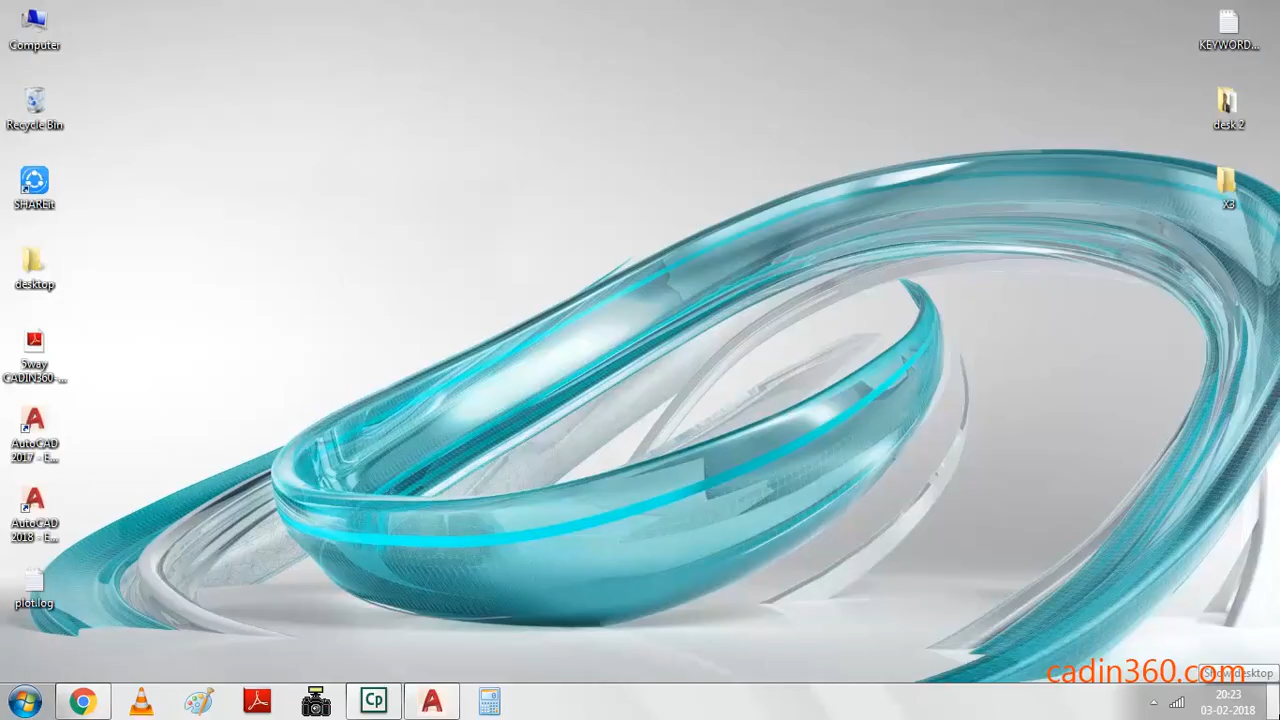 Computer
Recycle Bin
SHAREit
desktop
5way
CADIN360-...
AutoCAD
2017 - E...
AutoCAD
2018 - E...
plot.log
KEYWORD...
desk 2
X3
cadin360.com
Show desktop
Cp
20:23
03-02-2018